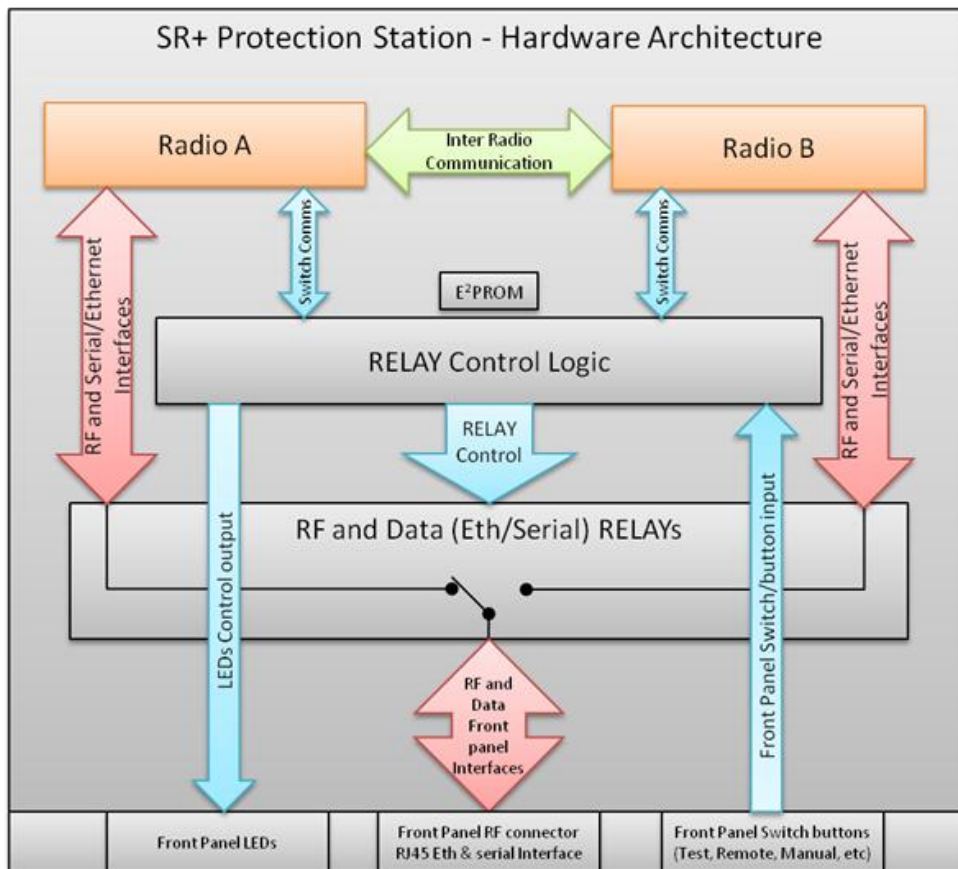 SR+ Protection Station - Hardware Architecture
Radio A
Inter Radio
Communication
Radio B
RF and Serial/Ethernet
Interfaces
Switch Comms
E²PROM
Switch Comms
RF and Serial/Ethernet
Interfaces
RELAY Control Logic
LEDs Control output
RELAY
Control
Front Panel Switch/button input
RF and Data (Eth/Serial) RELAYs
RF and
Data
Front
panel
Interfaces
Front Panel LEDs
Front Panel RF connector
RJ45 Eth & serial Interface
Front Panel Switch buttons
(Test, Remote, Manual, etc)